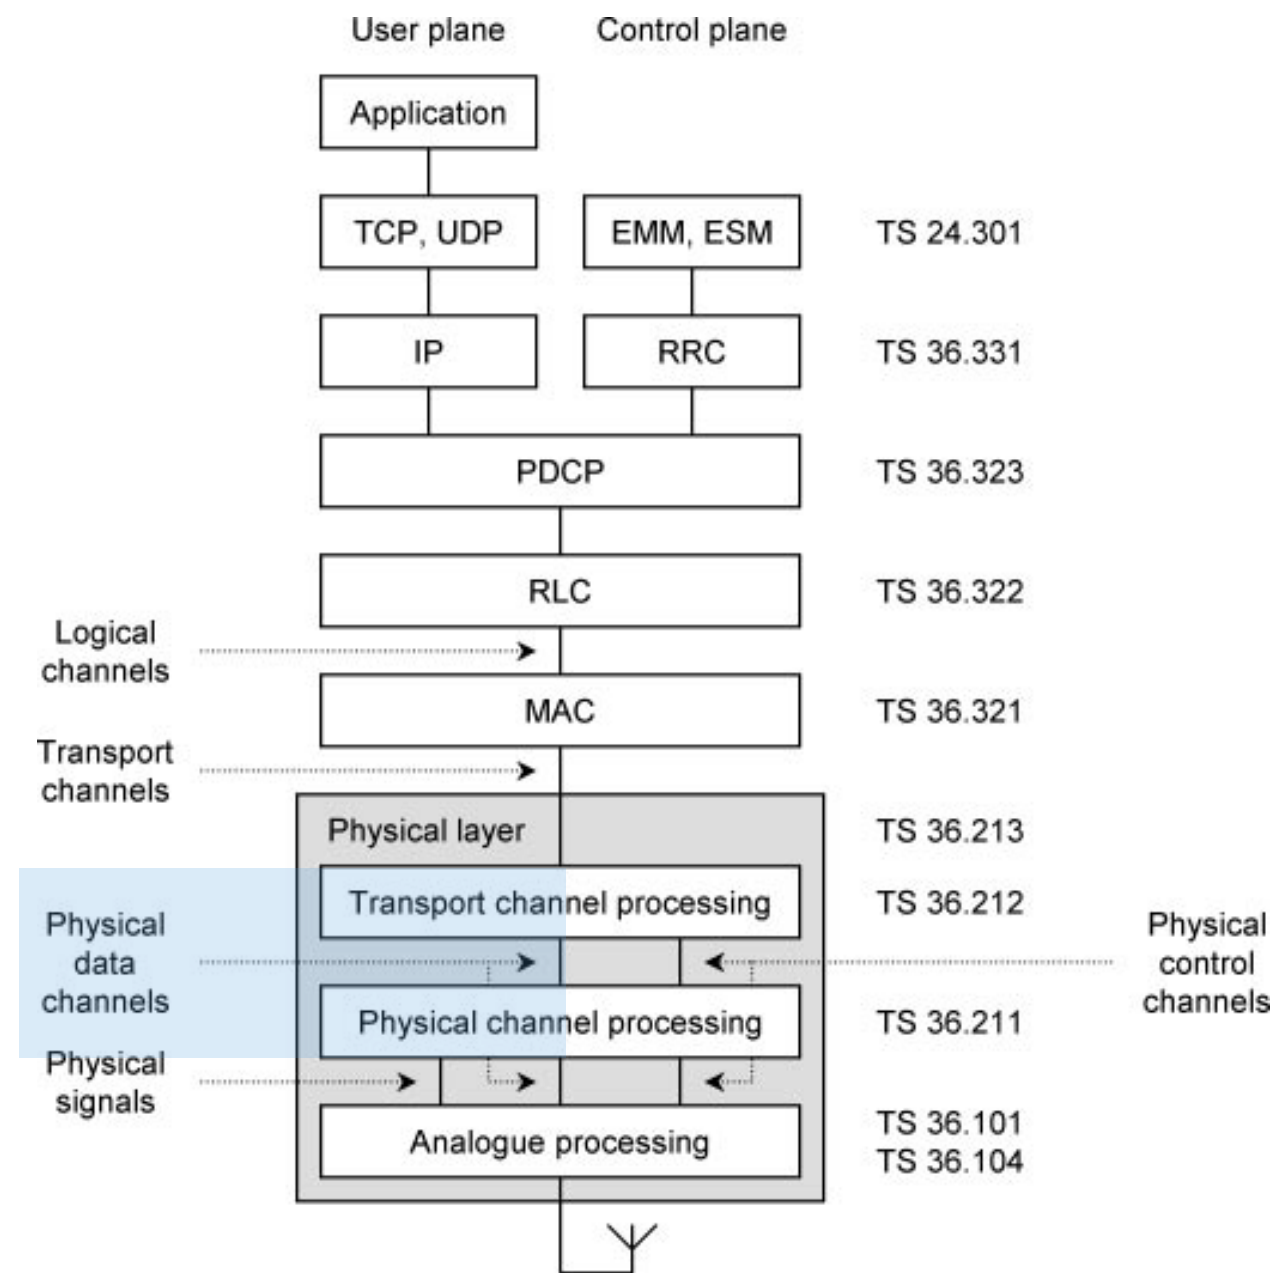 User plane
Control plane
Application
TCP, UDP
EMM, ESM
TS 24.301
IP
RRC
TS 36.331
PDCP
TS 36.323
RLC
TS 36.322
Logical
channels
MAC
TS 36.321
Transport
channels
Physical layer
TS 36.213
Transport channel processing
TS 36.212
Physical
data
channels
Physical
control
channels
Physical channel processing
TS 36.211
Physical
signals
Analogue processing
TS 36.101
TS 36.104